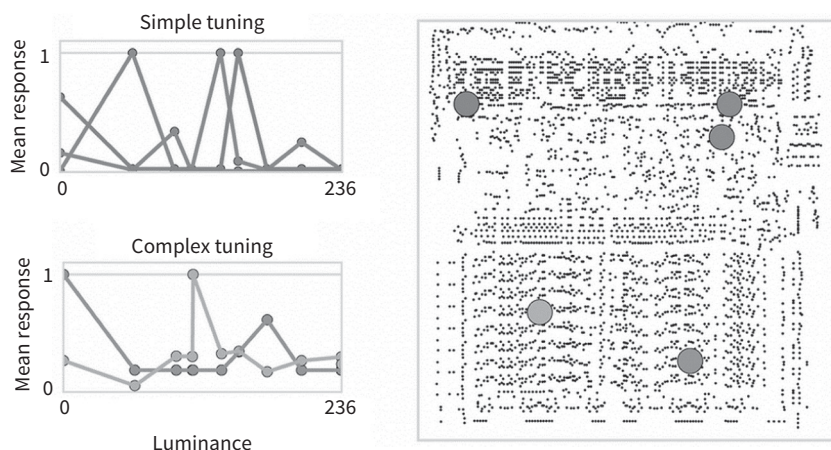 Simple tuning
1
Mean response
0
0
236
Complex tuning
1
Mean response
0
0
236
Luminance